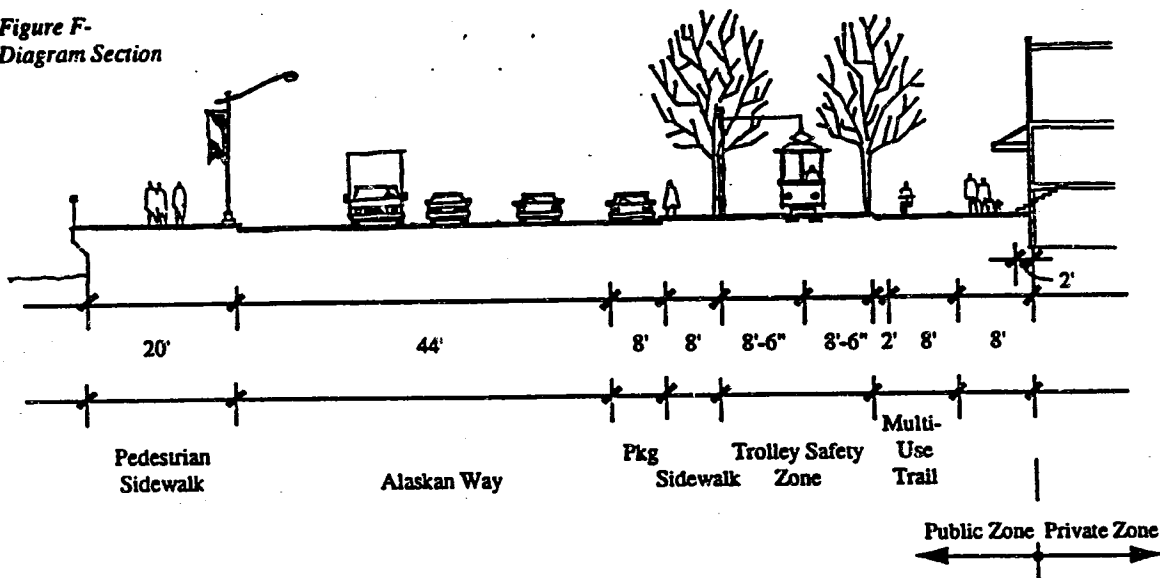 Figure F-
Diagram Section
2'
20'
44'
8'
8'
8'-6"
8'-6"
2'
8'
8'
Pedestrian
Sidewalk
Alaskan Way
Pkg
Sidewalk
Trolley Safety
Zone
Multi-
Use
Trail
Public Zone
Private Zone